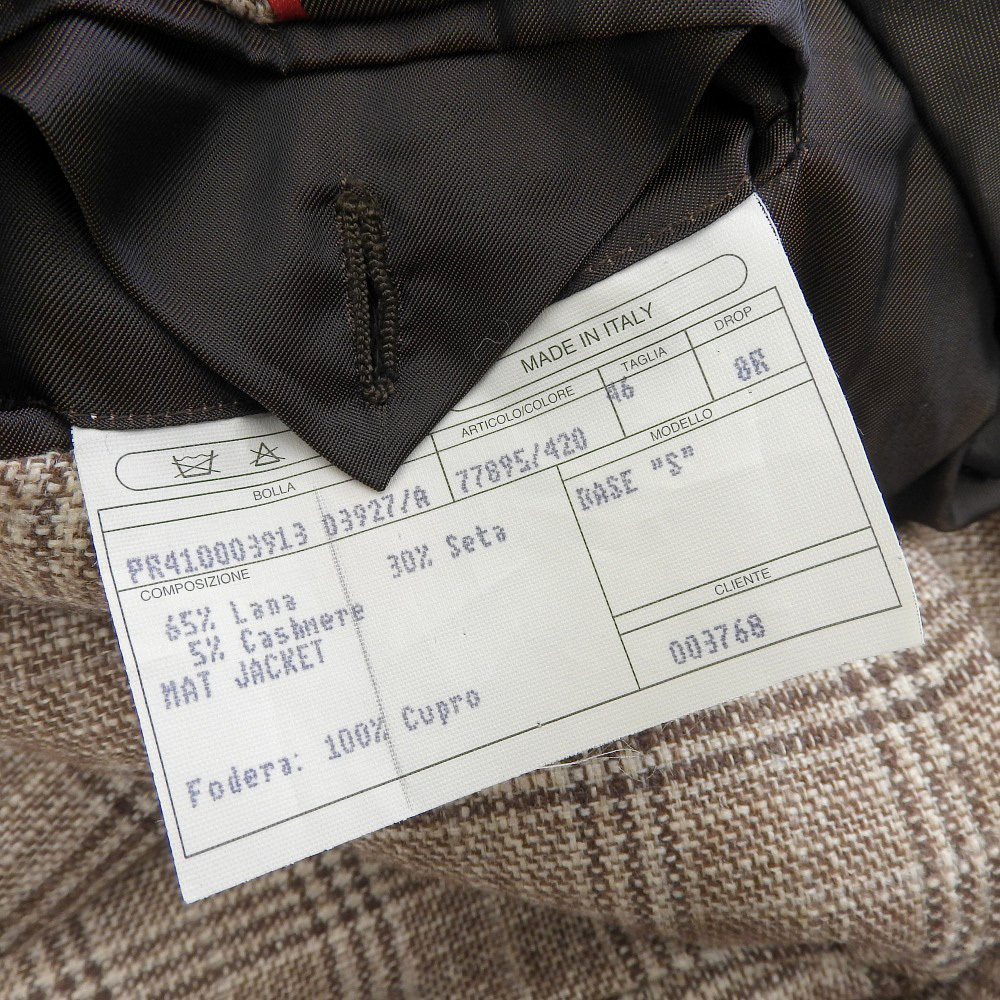 MADE IN ITALY
BOLLA
ARTICOLO/COLORE
TAGLIA
DROP
PR410003913 03927/A
77895/420
46
8R
COMPOSIZIONE
65% Lana
30% Seta
5% Cashmere
MAT JACKET
Fodera: 100% Cupro
MODELLO
BASE "S"
CLIENTE
003768